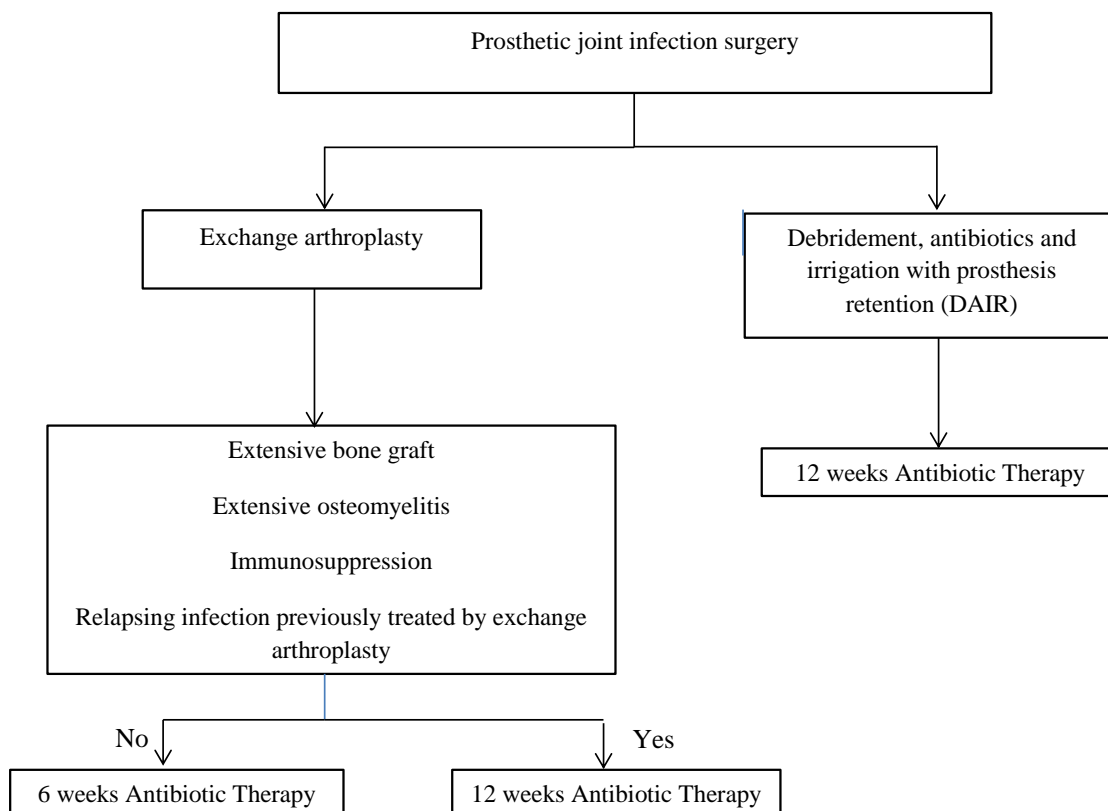 Prosthetic joint infection surgery
Exchange arthroplasty
Debridement, antibiotics and
irrigation with prosthesis
retention (DAIR)
12 weeks Antibiotic Therapy
Extensive bone graft
Extensive osteomyelitis
Immunosuppression
Relapsing infection previously treated by exchange
arthroplasty
No
Yes
6 weeks Antibiotic Therapy
12 weeks Antibiotic Therapy